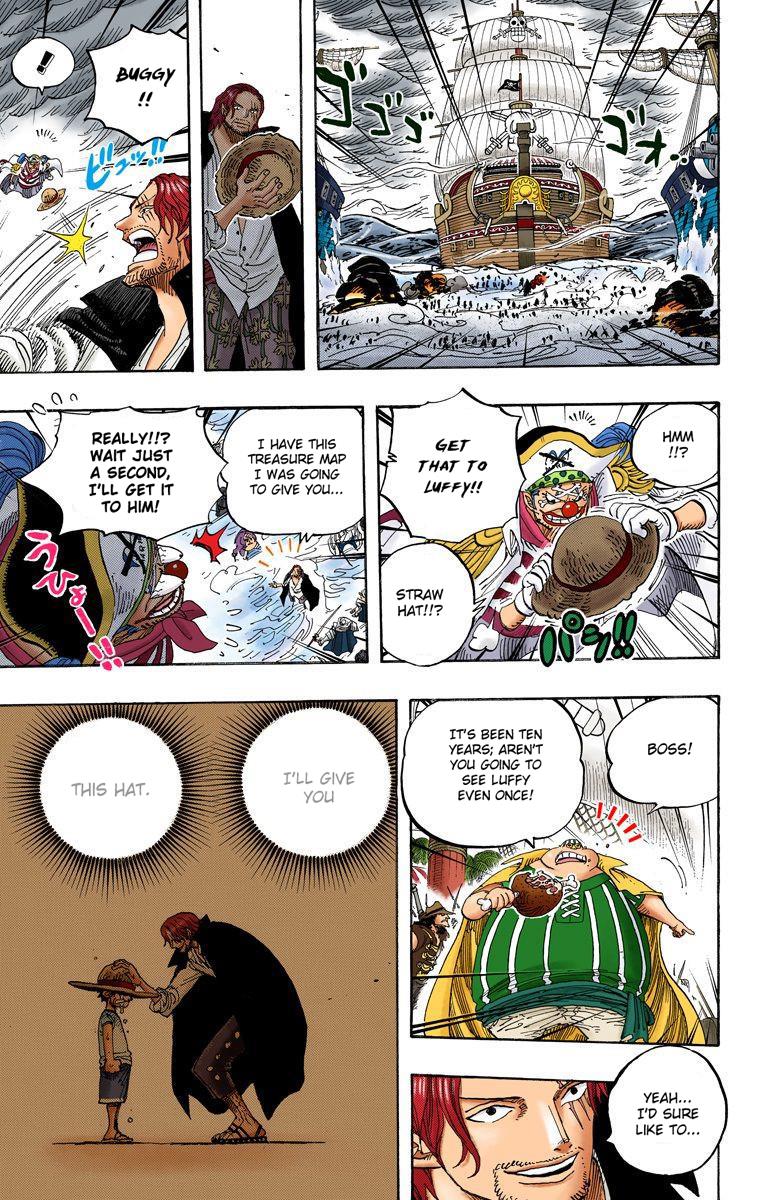 ゴゴゴゴ
ゴォ...
BUGGY
!!
!
ビュッ!!
HMM
!!?
GET
THAT TO
LUFFY!!
STRAW
HAT!!?
パシ!!
I HAVE THIS
TREASURE MAP
I WAS GOING
TO GIVE YOU...
REALLY!!?
WAIT JUST
A SECOND,
I'LL GET IT
TO HIM!
うひょー!!
BOSS!
IT'S BEEN TEN
YEARS; AREN'T
YOU GOING TO
SEE LUFFY
EVEN ONCE!
I'LL GIVE
YOU
THIS HAT.
YEAH...
I'D SURE
LIKE TO...